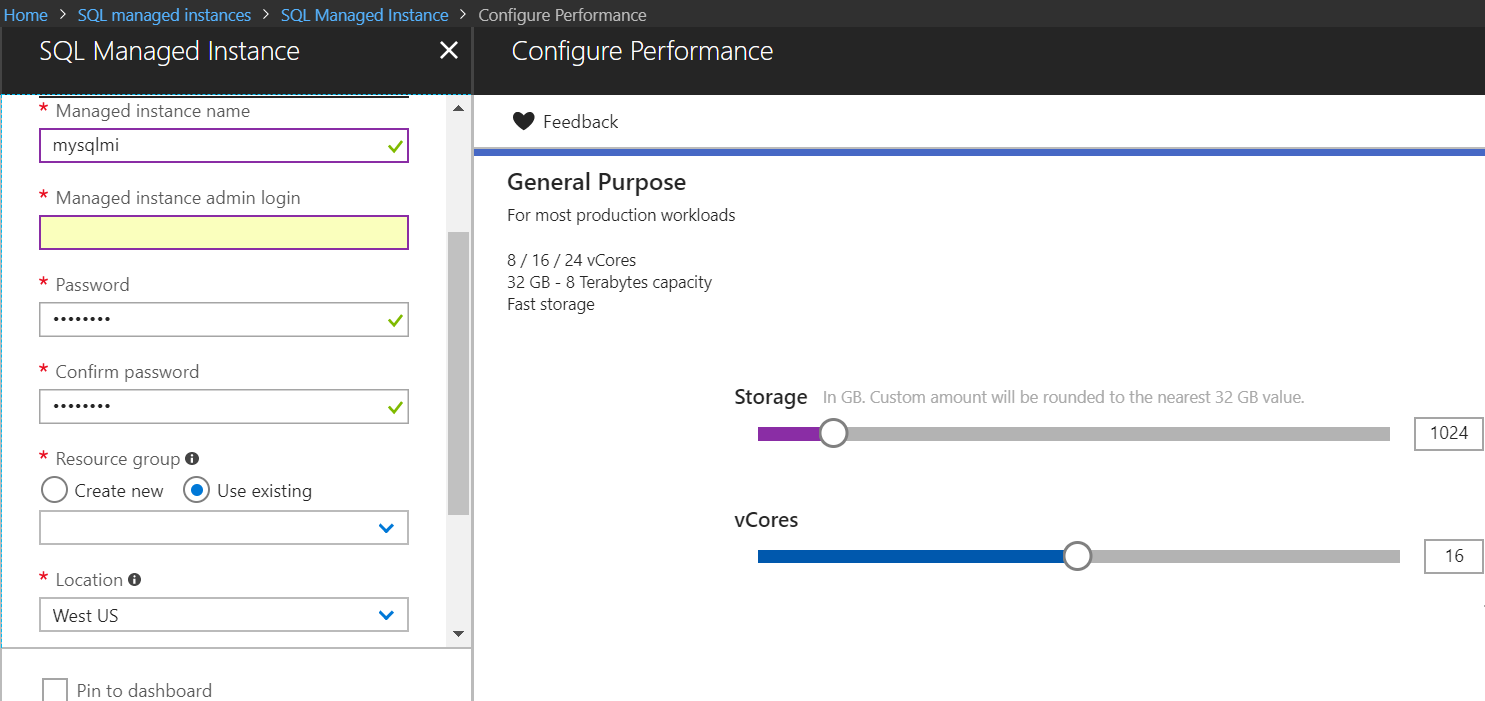 Home > SQL managed instances > SQL Managed Instance > Configure Performance
SQL Managed Instance
* Managed instance name
mysqlmi
* Managed instance admin login
* Password
••••••••
* Confirm password
••••••••
* Resource group
Create new Use existing
* Location
West US
Pin to dashboard
Configure Performance
Feedback
General Purpose
For most production workloads
8 / 16 / 24 vCores
32 GB - 8 Terabytes capacity
Fast storage
Storage In GB. Custom amount will be rounded to the nearest 32 GB value.
1024
vCores
16